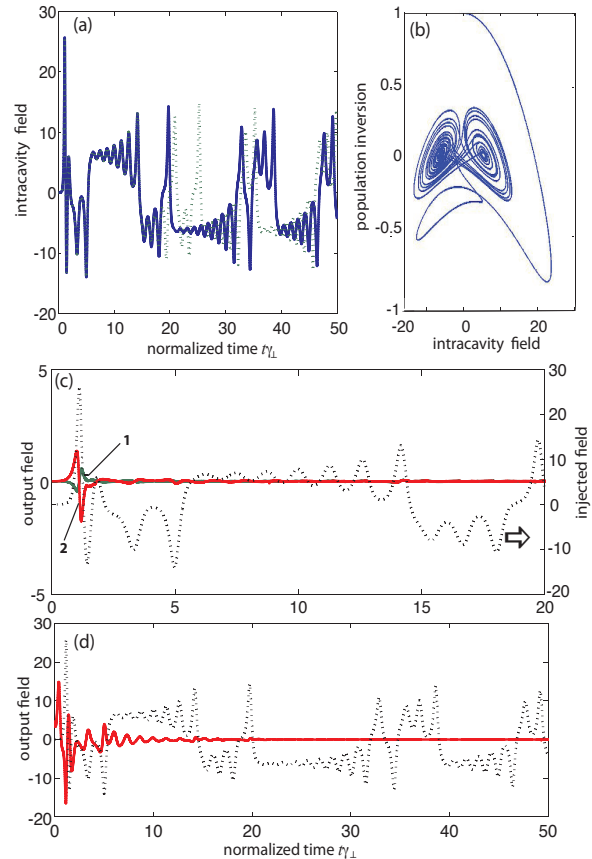 (a)
30
20
10
0
-10
-20
intracavity field
0 10 20 30 40 50
normalized time tγ⊥
(b)
1
0.5
0
-0.5
-1
population inversion
-20 0 20
intracavity field
(c)
5
0
-5
output field
1
2
30
20
10
0
-10
-20
injected field
0 5 10 15 20
(d)
30
20
10
0
-10
-20
output field
0 10 20 30 40 50
normalized time tγ⊥